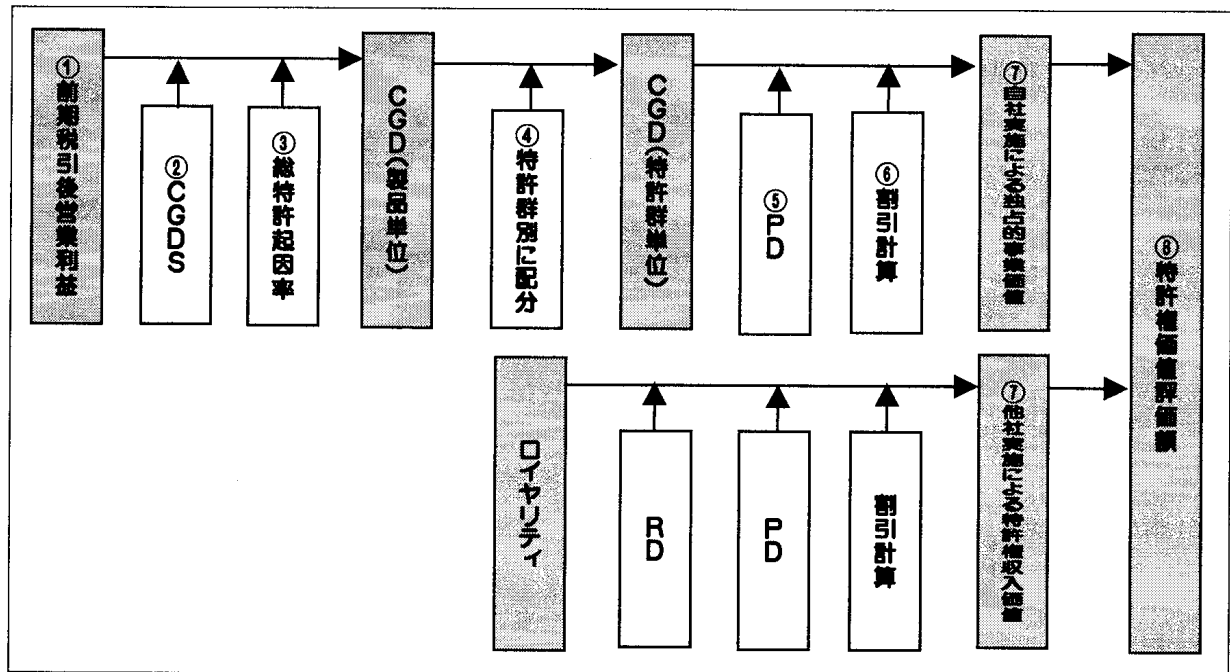 ①前期税引後営業利益
②CGDS
③総特許起因率
CGD(製品単位)
④特許群別に配分
CGD(特許群単位)
⑤PD
⑥割引計算
⑦自社実施による独占的事業価値
⑧特許権価値評価額
ロイヤリティ
RD
PD
割引計算
⑦他社実施による特許権収入価値